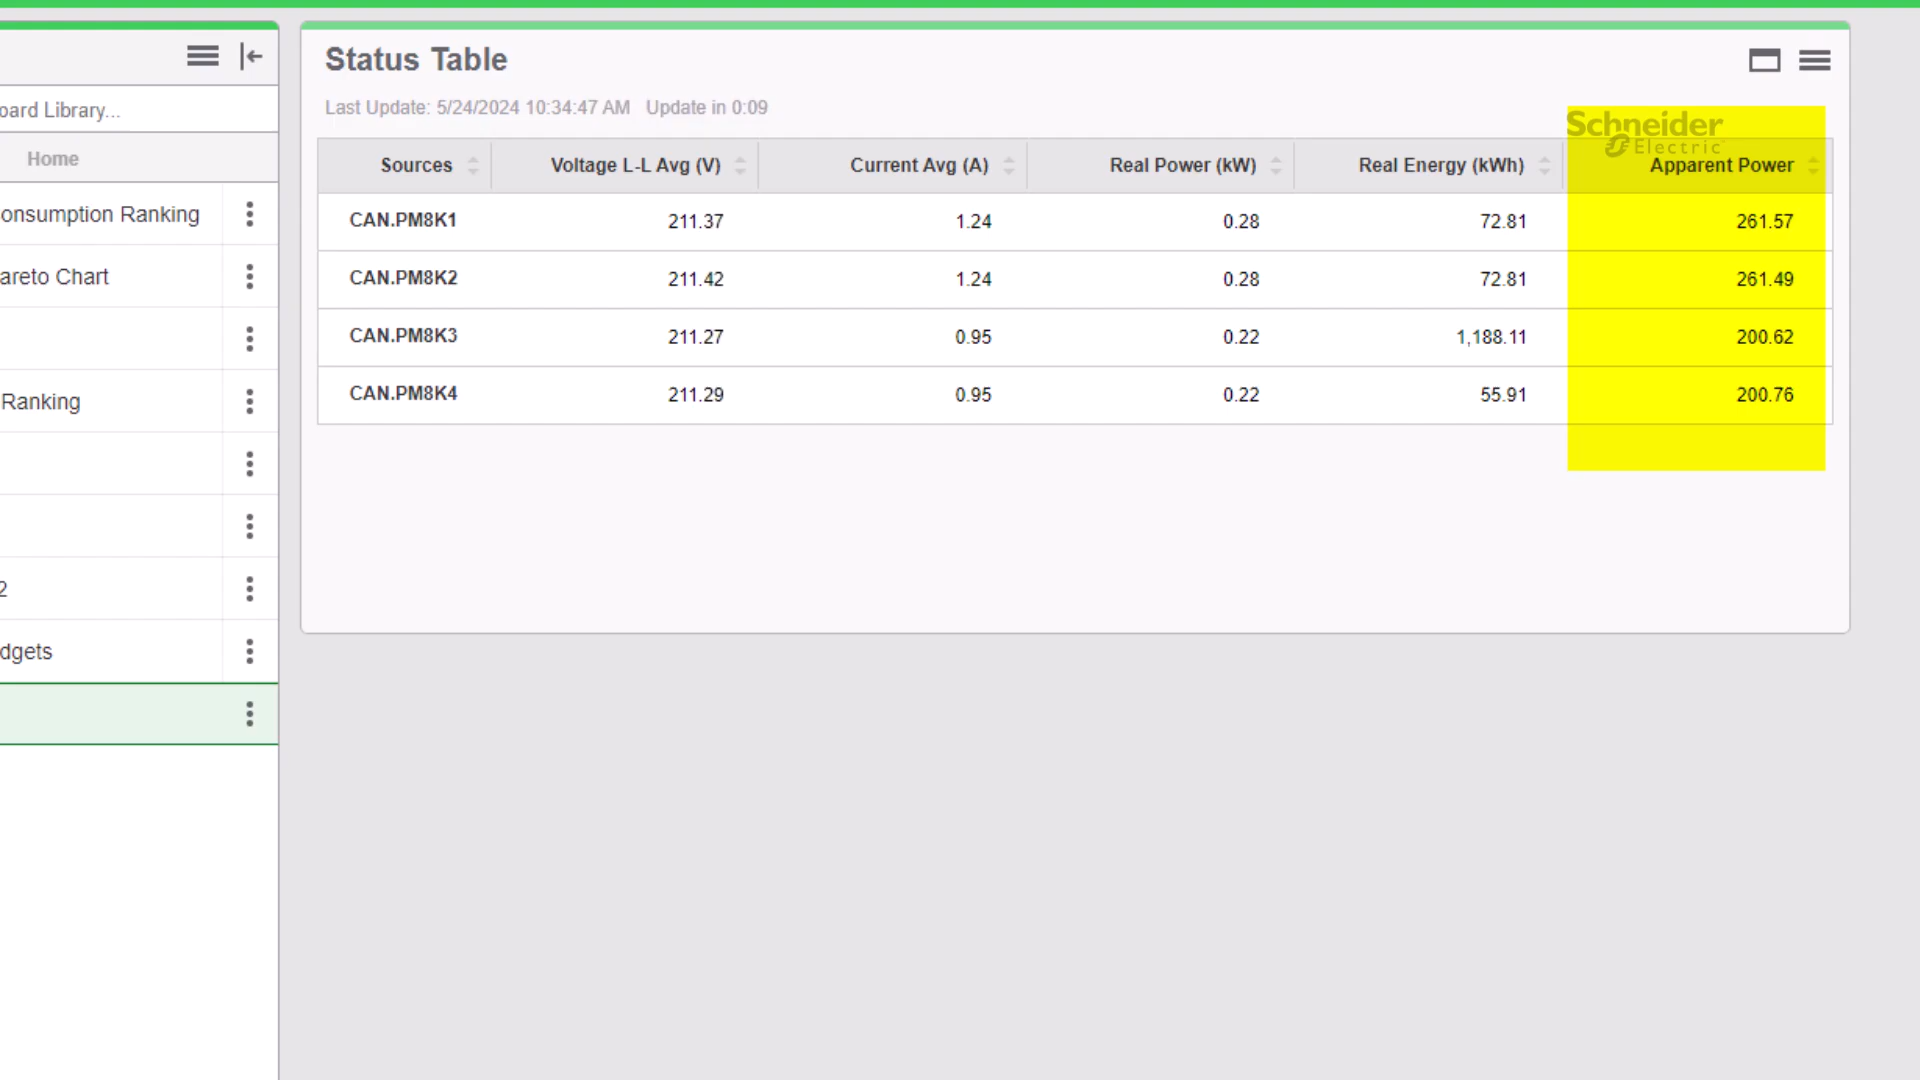 Status Table
oard Library...
Last Update: 5/24/2024 10:34:47 AM Update in 0:09
Schneider
Electric
Home
Sources Voltage L-L Avg (V) Current Avg (A) Real Power (kW) Real Energy (kWh) Apparent Power
onsumption Ranking
CAN.PM8K1 211.37 1.24 0.28 72.81 261.57
areto Chart
CAN.PM8K2 211.42 1.24 0.28 72.81 261.49
CAN.PM8K3 211.27 0.95 0.22 1,188.11 200.62
Ranking
CAN.PM8K4 211.29 0.95 0.22 55.91 200.76
2
dgets